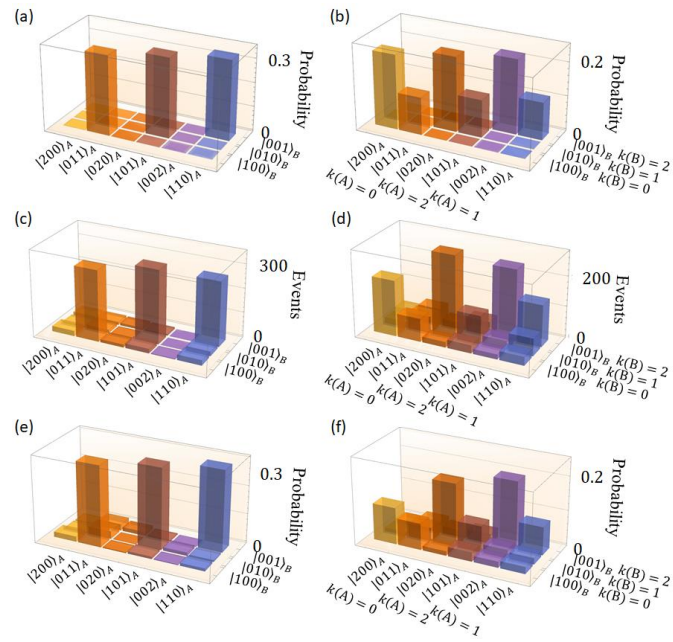 (a)
0.3
Probability
0
|001⟩B
|010⟩B
|100⟩B
|200⟩A
|011⟩A
|020⟩A
|101⟩A
|002⟩A
|110⟩A
(b)
0.2
Probability
0
|001⟩B k(B) = 2
|010⟩B k(B) = 1
|100⟩B k(B) = 0
|200⟩A
|011⟩A
|020⟩A
|101⟩A
|002⟩A
|110⟩A
k(A) = 0
k(A) = 2
k(A) = 1
(c)
300
Events
0
|001⟩B
|010⟩B
|100⟩B
|200⟩A
|011⟩A
|020⟩A
|101⟩A
|002⟩A
|110⟩A
(d)
200
Events
0
|001⟩B k(B) = 2
|010⟩B k(B) = 1
|100⟩B k(B) = 0
|200⟩A
|011⟩A
|020⟩A
|101⟩A
|002⟩A
|110⟩A
k(A) = 0
k(A) = 2
k(A) = 1
(e)
0.3
Probability
0
|001⟩B
|010⟩B
|100⟩B
|200⟩A
|011⟩A
|020⟩A
|101⟩A
|002⟩A
|110⟩A
(f)
0.2
Probability
0
|001⟩B k(B) = 2
|010⟩B k(B) = 1
|100⟩B k(B) = 0
|200⟩A
|011⟩A
|020⟩A
|101⟩A
|002⟩A
|110⟩A
k(A) = 0
k(A) = 2
k(A) = 1